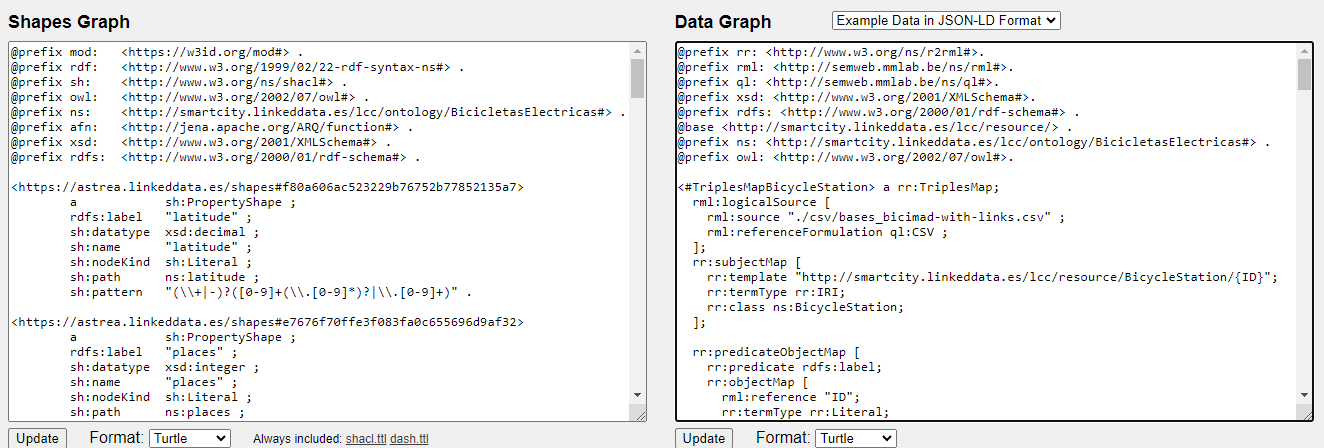 Shapes Graph
@prefix mod:   <https://w3id.org/mod#> .
@prefix rdf:   <http://www.w3.org/1999/02/22-rdf-syntax-ns#> .
@prefix sh:    <http://www.w3.org/ns/shacl#> .
@prefix owl:   <http://www.w3.org/2002/07/owl#> .
@prefix ns:    <http://smartcity.linkeddata.es/lcc/ontology/BicicletasElectricas#> .
@prefix afn:   <http://jena.apache.org/ARQ/function#> .
@prefix xsd:   <http://www.w3.org/2001/XMLSchema#> .
@prefix rdfs:  <http://www.w3.org/2000/01/rdf-schema#> .
<https://astrea.linkeddata.es/shapes#f80a606ac523229b76752b77852135a7>
        a            sh:PropertyShape ;
        rdfs:label   "latitude" ;
        sh:datatype  xsd:decimal ;
        sh:name      "latitude" ;
        sh:nodeKind  sh:Literal ;
        sh:path      ns:latitude ;
        sh:pattern   "(\\+|-)?([0-9]+(\\.[0-9]*)?|\\.[0-9]+)" .
<https://astrea.linkeddata.es/shapes#e7676f70ffe3f083fa0c655696d9af32>
        a            sh:PropertyShape ;
        rdfs:label   "places" ;
        sh:datatype  xsd:integer ;
        sh:name      "places" ;
        sh:nodeKind  sh:Literal ;
        sh:path      ns:places ;
Update Format: Turtle Always included: shacl.ttl dash.ttl
Data Graph Example Data in JSON-LD Format
@prefix rr: <http://www.w3.org/ns/r2rml#>.
@prefix rml: <http://semweb.mmlab.be/ns/rml#>.
@prefix ql: <http://semweb.mmlab.be/ns/ql#>.
@prefix xsd: <http://www.w3.org/2001/XMLSchema#>.
@prefix rdfs: <http://www.w3.org/2000/01/rdf-schema#> .
@base <http://smartcity.linkeddata.es/lcc/resource/> .
@prefix ns: <http://smartcity.linkeddata.es/lcc/ontology/BicicletasElectricas#> .
@prefix owl: <http://www.w3.org/2002/07/owl#>.
<#TriplesMapBicycleStation> a rr:TriplesMap;
  rml:logicalSource [
    rml:source "./csv/bases_bicimad-with-links.csv" ;
    rml:referenceFormulation ql:CSV ;
  ];
  rr:subjectMap [
    rr:template "http://smartcity.linkeddata.es/lcc/resource/BicycleStation/{ID}";
    rr:termType rr:IRI;
    rr:class ns:BicycleStation;
  ];
  rr:predicateObjectMap [
    rr:predicate rdfs:label;
    rr:objectMap [
      rml:reference "ID";
      rr:termType rr:Literal;
Update Format: Turtle